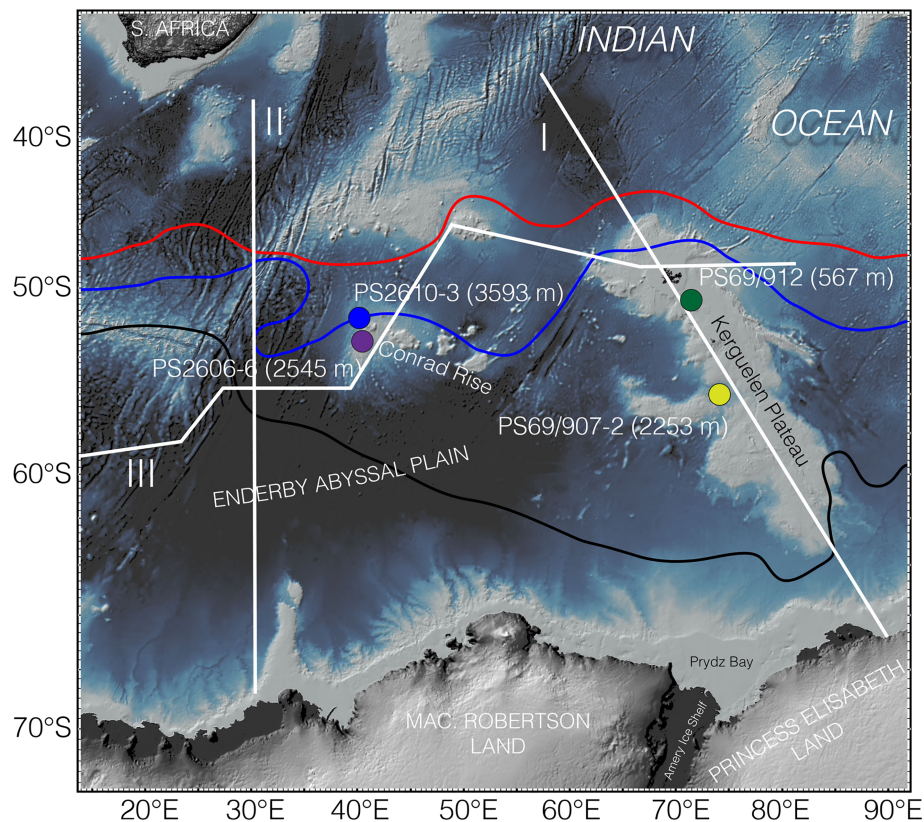 S. AFRICA
INDIAN
OCEAN
II
I
40°S
50°S
PS2610-3 (3593 m)
PS69/912 (567 m)
PS2606-6 (2545 m)
Conrad Rise
Kerguelen Plateau
PS69/907-2 (2253 m)
III
60°S
ENDERBY ABYSSAL PLAIN
Prydz Bay
70°S
MAC. ROBERTSON
LAND
Amery Ice Shelf
PRINCESS ELISABETH
LAND
20°E 30°E 40°E 50°E 60°E 70°E 80°E 90°E